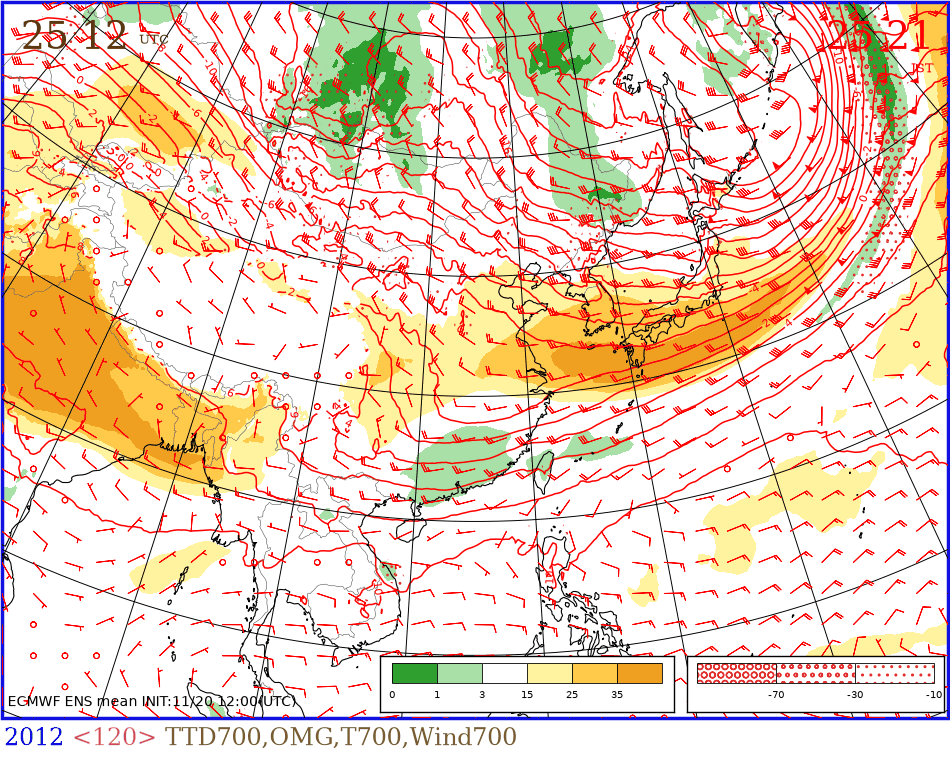 25 12 UTC
25 21
JST
0 1 3 15 25 35
-70 -30 -10
ECMWF ENS mean INIT:11/20 12:00(UTC)
2012 <120> TTD700,OMG,T700,Wind700